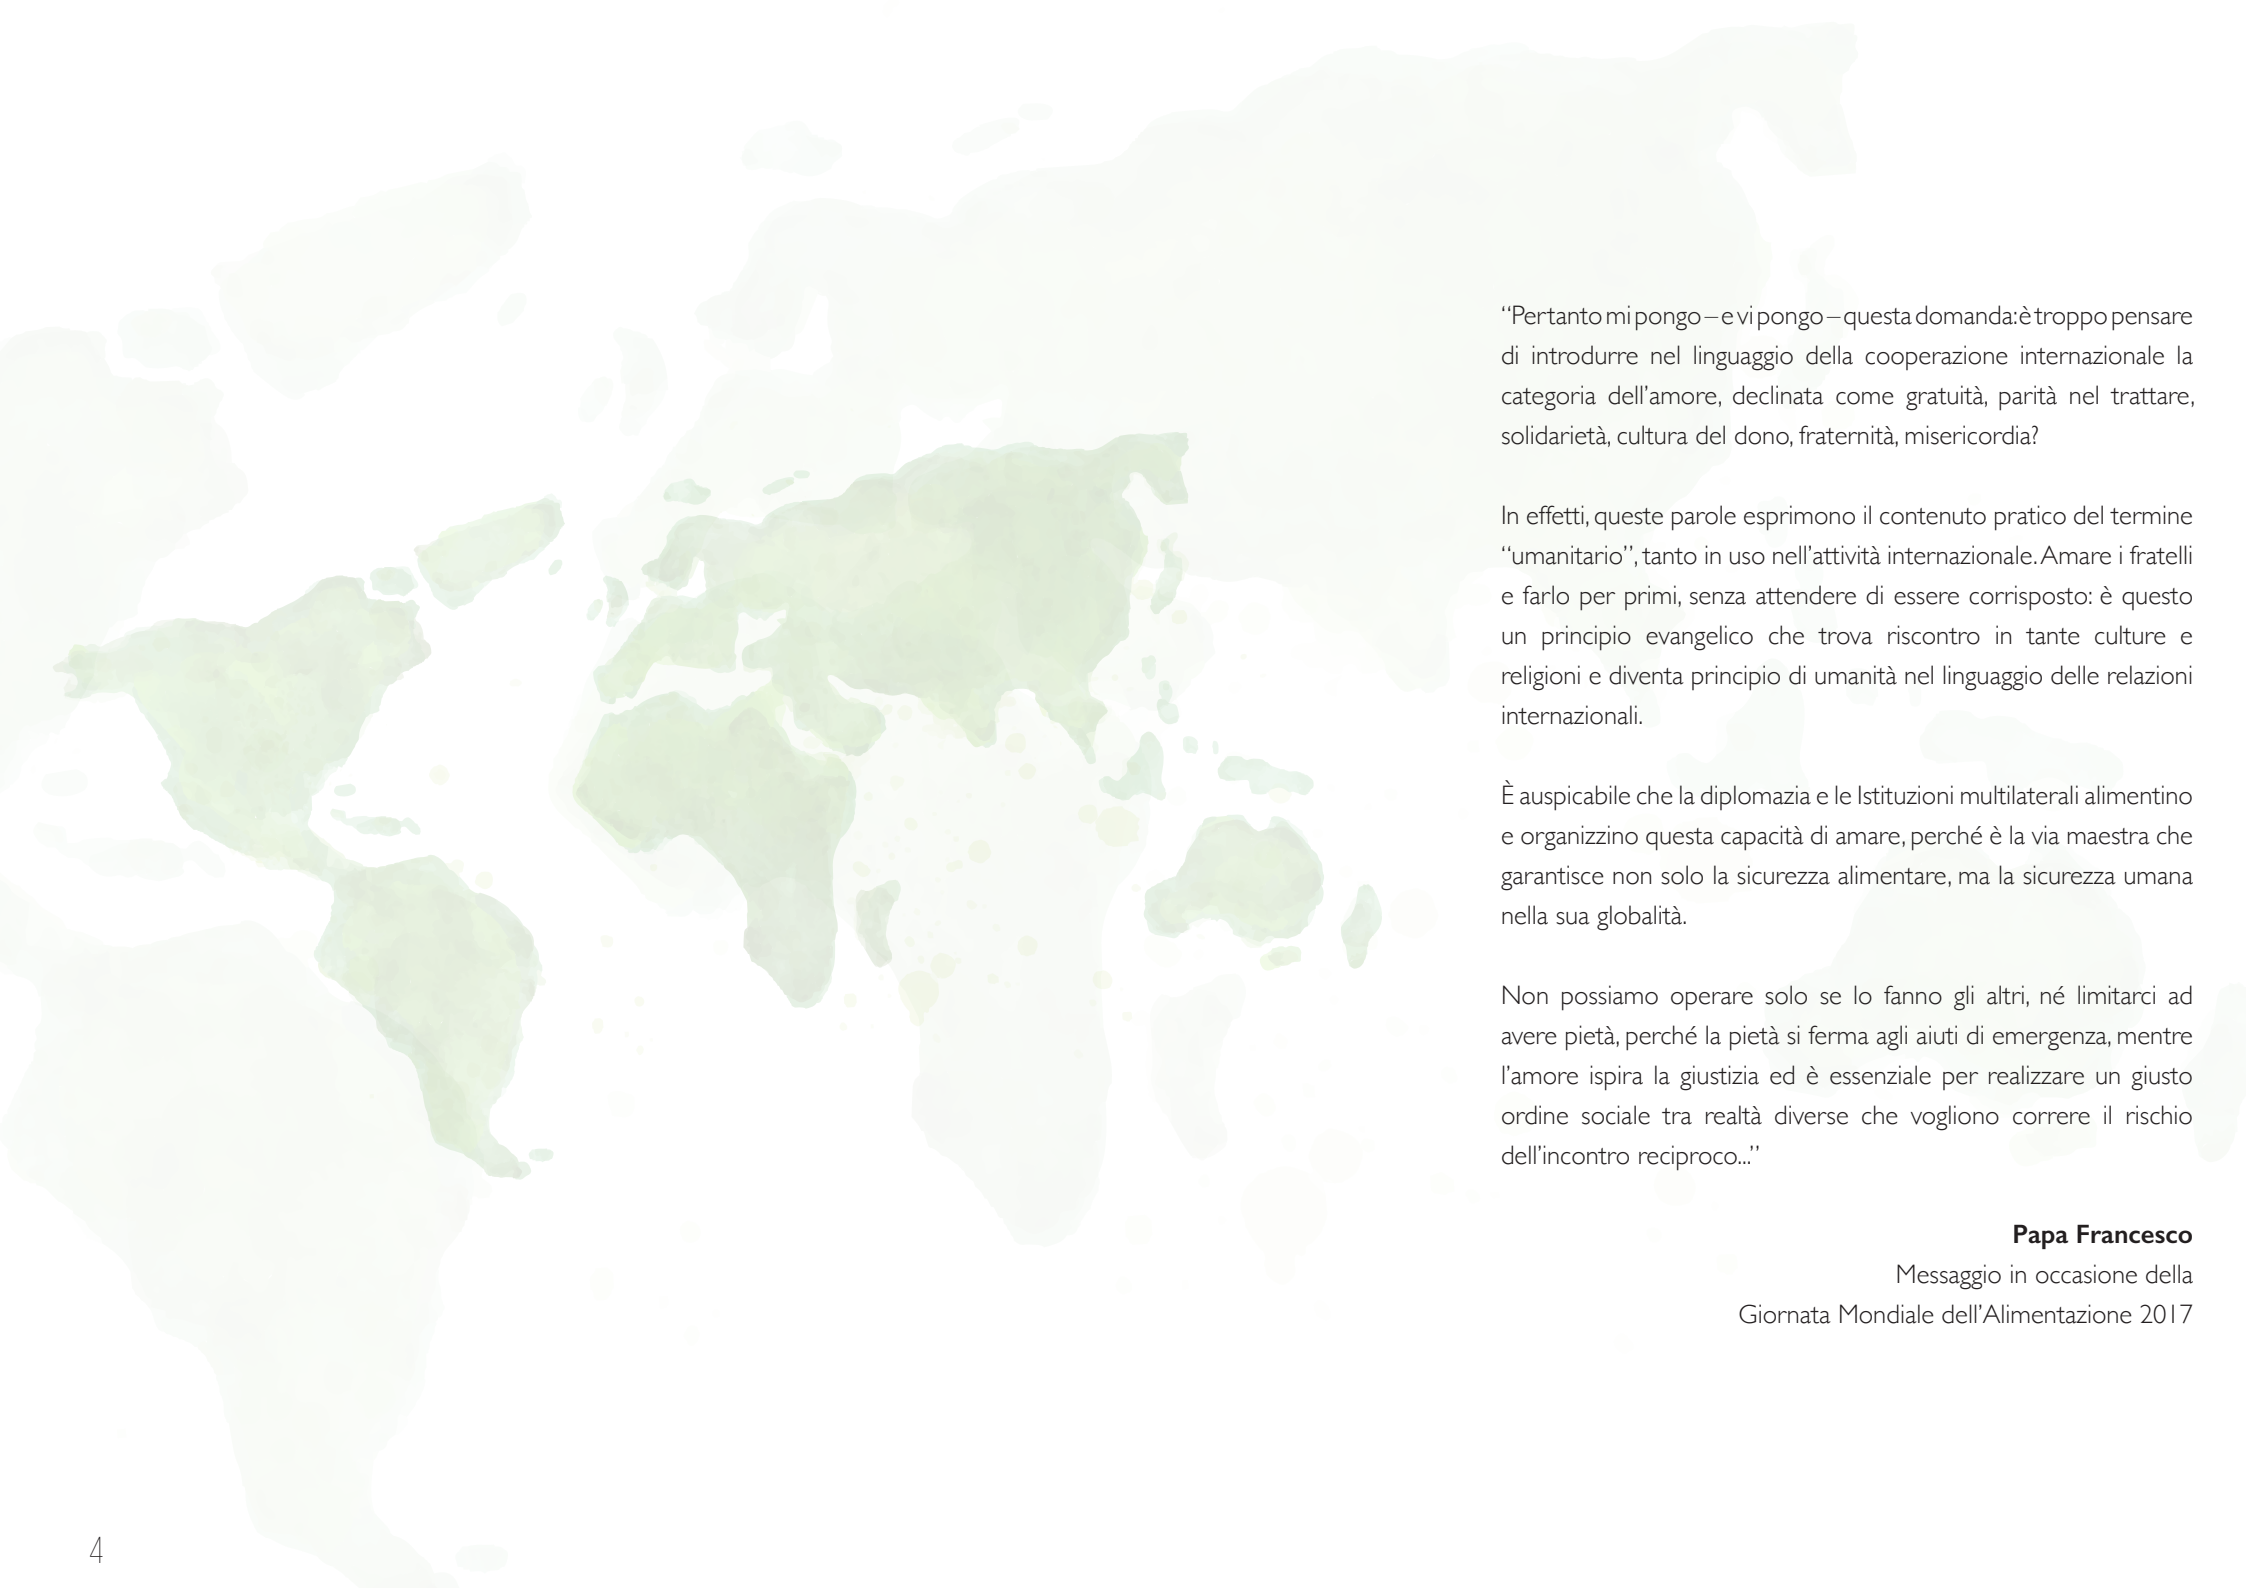 “Pertanto mi pongo – e vi pongo – questa domanda: è troppo pensare
di introdurre nel linguaggio della cooperazione internazionale la
categoria dell’amore, declinata come gratuità, parità nel trattare,
solidarietà, cultura del dono, fraternità, misericordia?
In effetti, queste parole esprimono il contenuto pratico del termine
“umanitario”, tanto in uso nell’attività internazionale. Amare i fratelli
e farlo per primi, senza attendere di essere corrisposto: è questo
un principio evangelico che trova riscontro in tante culture e
religioni e diventa principio di umanità nel linguaggio delle relazioni
internazionali.
È auspicabile che la diplomazia e le Istituzioni multilaterali alimentino
e organizzino questa capacità di amare, perché è la via maestra che
garantisce non solo la sicurezza alimentare, ma la sicurezza umana
nella sua globalità.
Non possiamo operare solo se lo fanno gli altri, né limitarci ad
avere pietà, perché la pietà si ferma agli aiuti di emergenza, mentre
l’amore ispira la giustizia ed è essenziale per realizzare un giusto
ordine sociale tra realtà diverse che vogliono correre il rischio
dell’incontro reciproco...”
Papa Francesco
Messaggio in occasione della
Giornata Mondiale dell’Alimentazione 2017
4